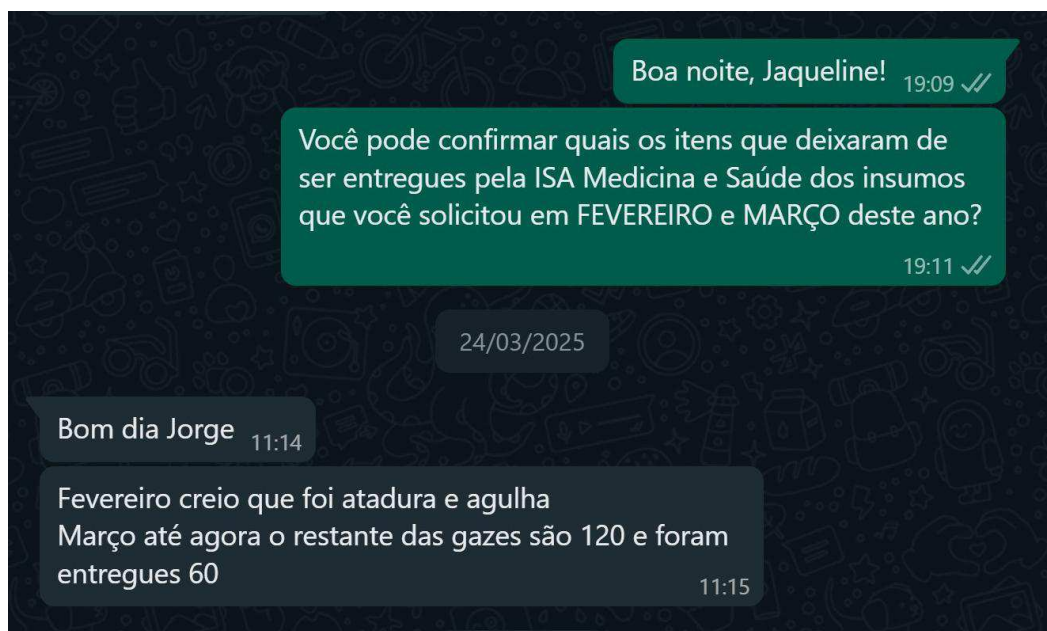 Boa noite, Jaqueline! 19:09
Você pode confirmar quais os itens que deixaram de
ser entregues pela ISA Medicina e Saúde dos insumos
que você solicitou em FEVEREIRO e MARÇO deste ano?
19:11
24/03/2025
Bom dia Jorge 11:14
Fevereiro creio que foi atadura e agulha
Março até agora o restante das gazes são 120 e foram
entregues 60
11:15